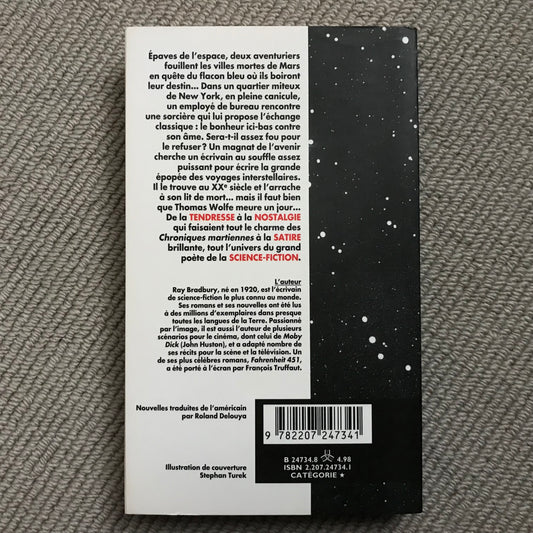 Épaves de l'espace, deux aventuriers
fouillent les villes mortes de Mars
en quête du flacon bleu où ils boiront
leur destin... Dans un quartier miteux
de New York, en pleine canicule,
un employé de bureau rencontre
une sorcière qui lui propose l'échange
classique : le bonheur ici-bas contre
son âme. Sera-t-il assez fou pour
le refuser ? Un magnat de l'avenir
cherche un écrivain au souffle assez
puissant pour écrire la grande
épopée des voyages interstellaires.
Il le trouve au XXe siècle et l'arrache
à son lit de mort... mais il faut bien
que Thomas Wolfe meure un jour...
De la TENDRESSE à la NOSTALGIE
qui faisaient tout le charme des
Chroniques martiennes à la SATIRE
brillante, tout l'univers du grand
poète de la SCIENCE-FICTION.
L'auteur
Ray Bradbury, né en 1920, est l'écrivain
de science-fiction le plus connu au monde.
Ses romans et ses nouvelles ont été lus
à des millions d'exemplaires dans presque
toutes les langues de la Terre. Passionné
par l'image, il est aussi l'auteur de plusieurs
scénarios pour le cinéma, dont celui de Moby
Dick (John Huston), et a adapté nombre de
ses récits pour la scène et la télévision. Un
de ses plus célèbres romans, Fahrenheit 451,
a été porté à l'écran par François Truffaut.
Nouvelles traduites de l'américain
par Roland Delouya
9 782207 247341
B 24734.8 4.98
ISBN 2.207.24734.1
CATÉGORIE ★
Illustration de couverture
Stephan Turek